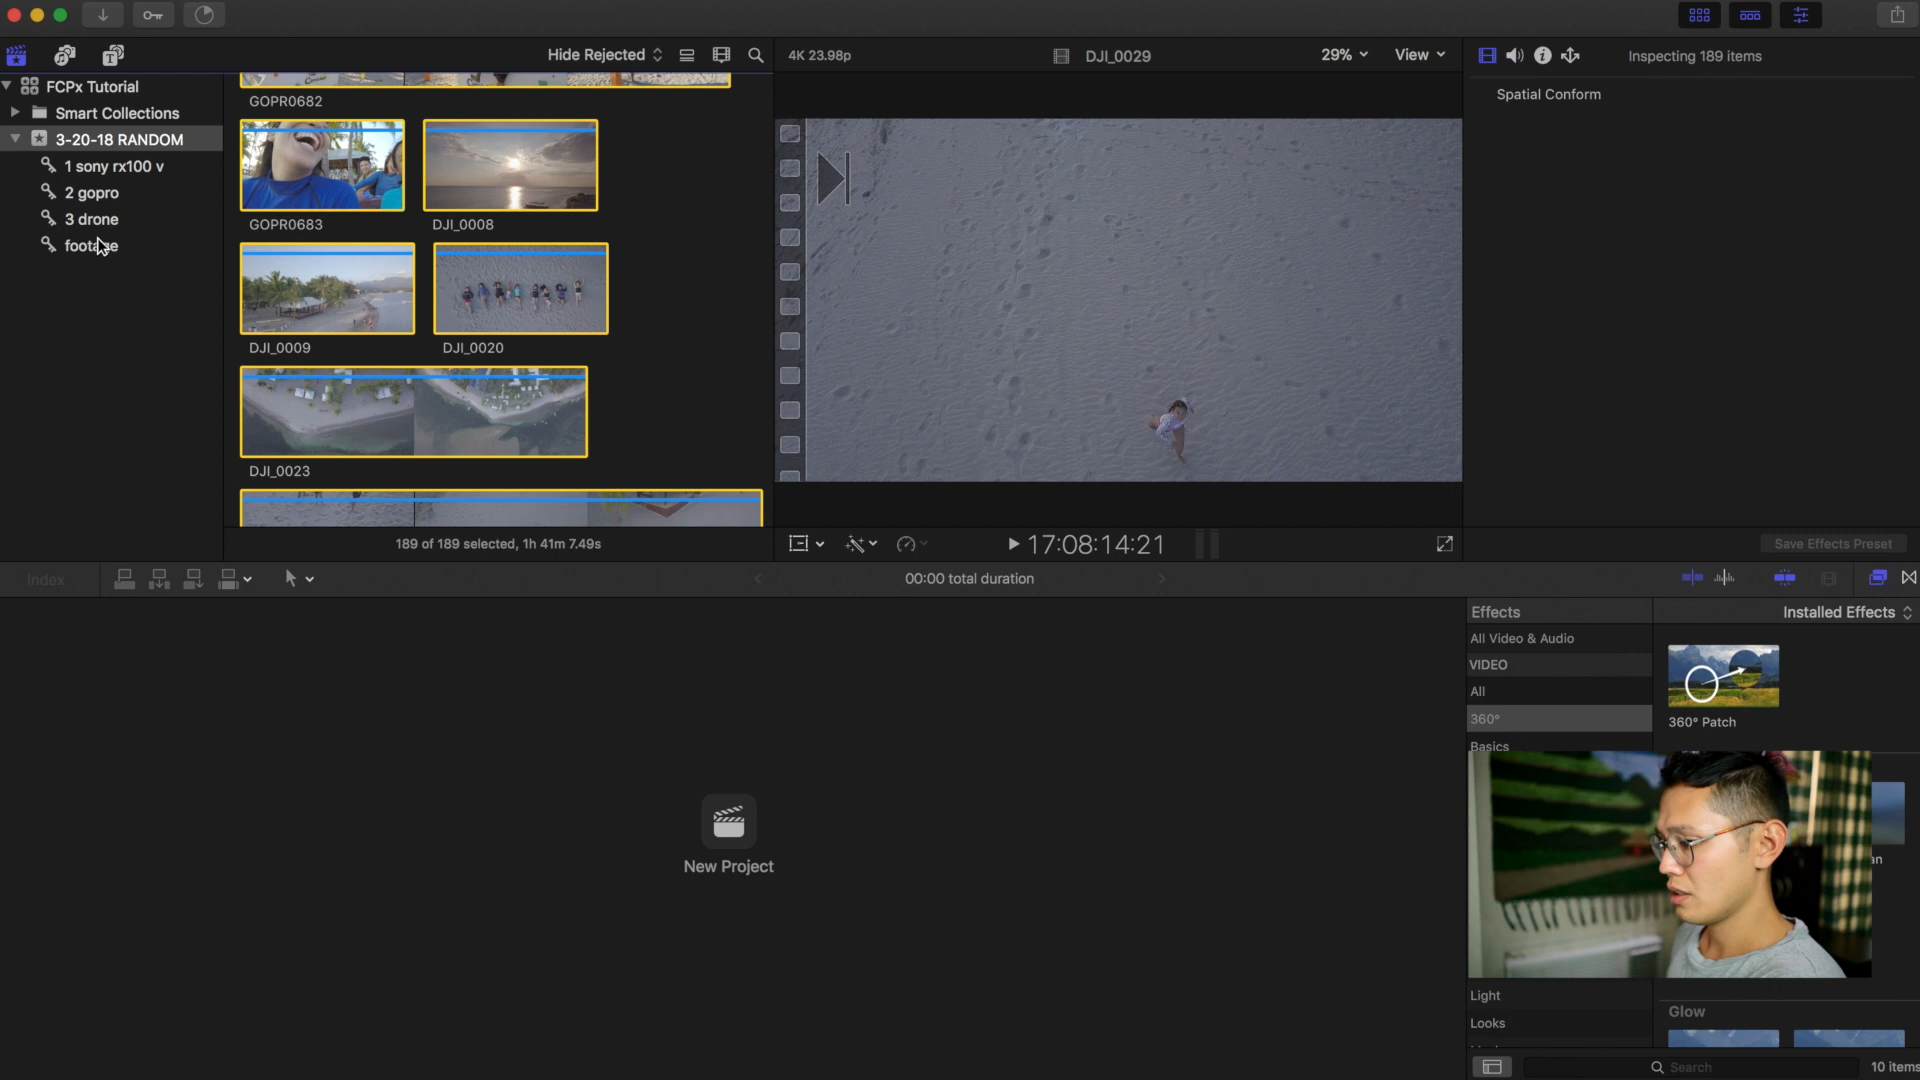 Hide Rejected
4K 23.98p
DJI_0029
29%
View
Inspecting 189 items
FCPx Tutorial
Smart Collections
3-20-18 RANDOM
1 sony rx100 v
2 gopro
3 drone
footage
GOPR0682
GOPR0683
DJI_0008
DJI_0009
DJI_0020
DJI_0023
189 of 189 selected, 1h 41m 7.49s
Spatial Conform
17:08:14:21
Save Effects Preset
Index
00:00 total duration
Effects
Installed Effects
All Video & Audio
VIDEO
All
360°
Basics
360° Patch
Light
Looks
Glow
New Project
Search
10 items